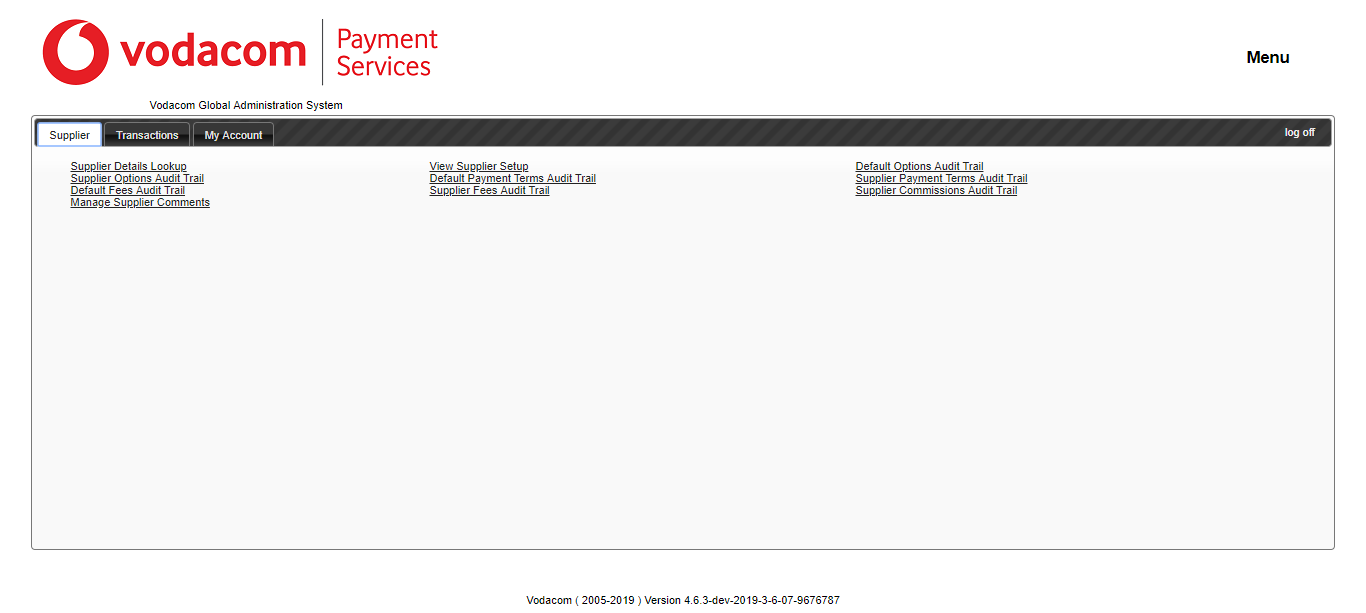 vodacom
Payment
Services
Menu
Vodacom Global Administration System
Supplier Transactions My Account log off
Supplier Details Lookup View Supplier Setup Default Options Audit Trail
Supplier Options Audit Trail Default Payment Terms Audit Trail Supplier Payment Terms Audit Trail
Default Fees Audit Trail Supplier Fees Audit Trail Supplier Commissions Audit Trail
Manage Supplier Comments
Vodacom ( 2005-2019 ) Version 4.6.3-dev-2019-3-6-07-9676787